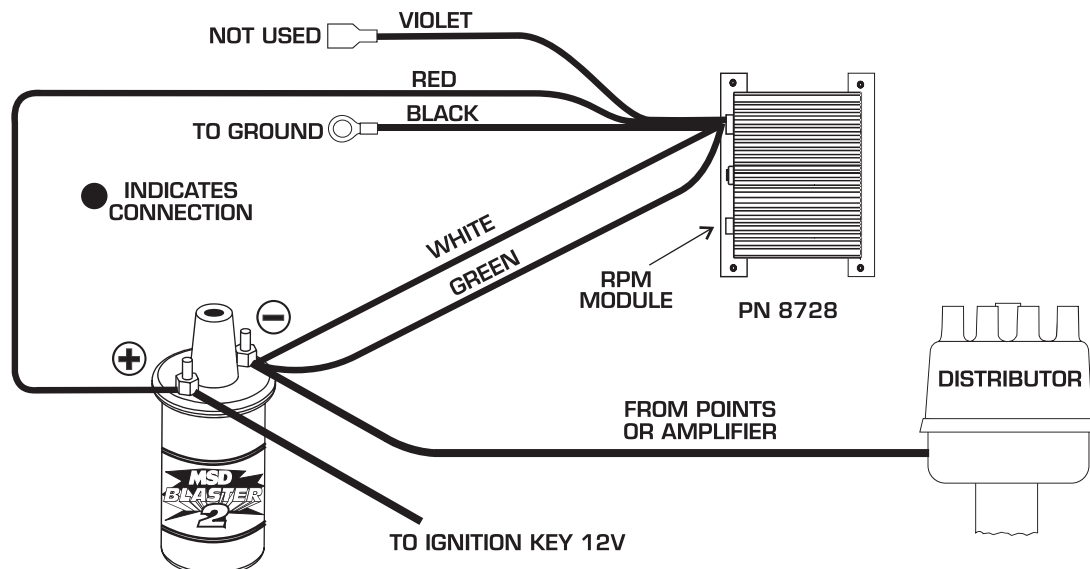 VIOLET
NOT USED
RED
BLACK
TO GROUND
INDICATES
CONNECTION
WHITE
GREEN
RPM
MODULE
PN 8728
DISTRIBUTOR
FROM POINTS
OR AMPLIFIER
MSD
BLASTER
2
TO IGNITION KEY 12V